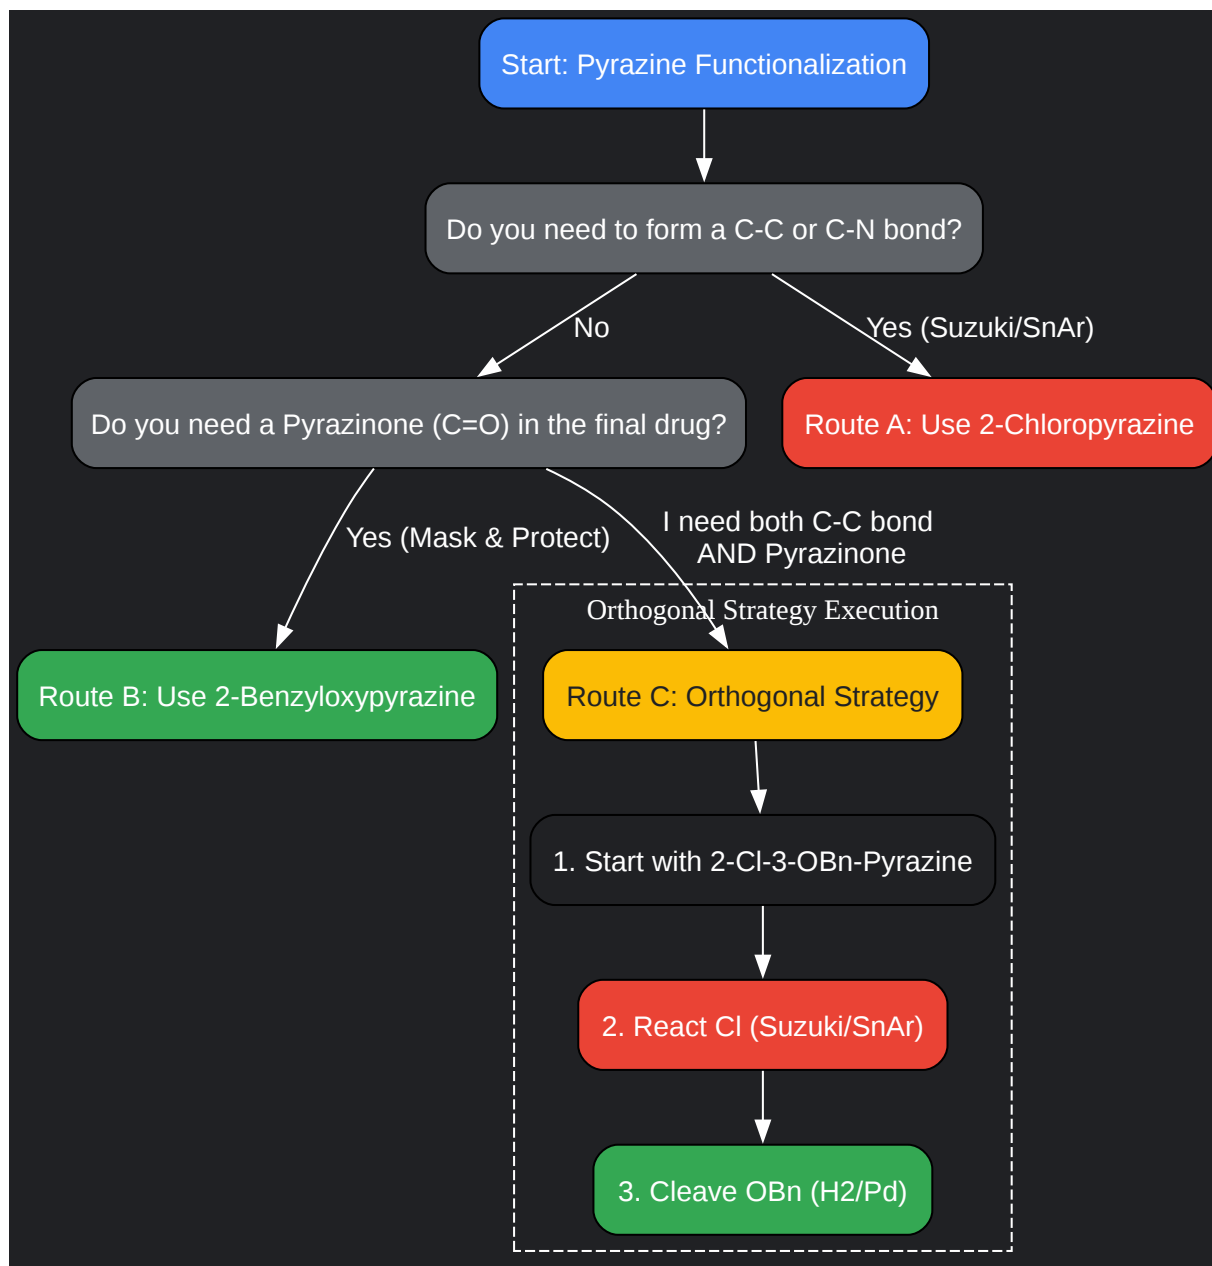 Start: Pyrazine Functionalization
Do you need to form a C-C or C-N bond?
No
Yes (Suzuki/SnAr)
Do you need a Pyrazinone (C=O) in the final drug?
Route A: Use 2-Chloropyrazine
Yes (Mask & Protect)
I need both C-C bond
AND Pyrazinone
Orthogonal Strategy Execution
Route B: Use 2-Benzyloxypyrazine
Route C: Orthogonal Strategy
1. Start with 2-Cl-3-OBn-Pyrazine
2. React Cl (Suzuki/SnAr)
3. Cleave OBn (H2/Pd)